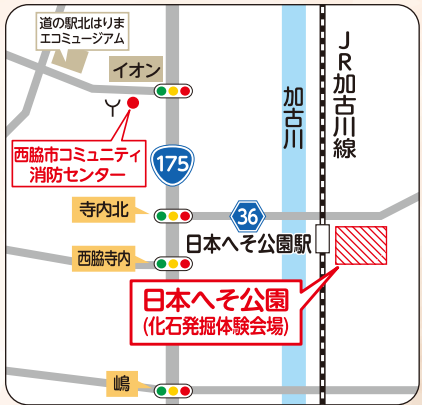 道の駅北はりま
エコミュージアム
イオン
西脇市コミュニティ
消防センター
175
加古川
JR加古川線
寺内北
36
日本へそ公園駅
西脇寺内
日本へそ公園
(化石発掘体験会場)
嶋